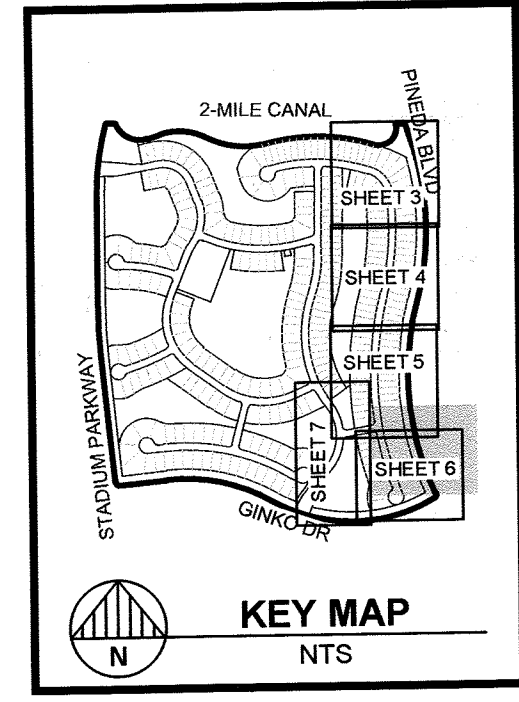 2-MILE CANAL
PINEDA BLVD
SHEET 3
SHEET 4
SHEET 5
SHEET 6
SHEET 7
STADIUM PARKWAY
GINKO DR
N
KEY MAP
NTS